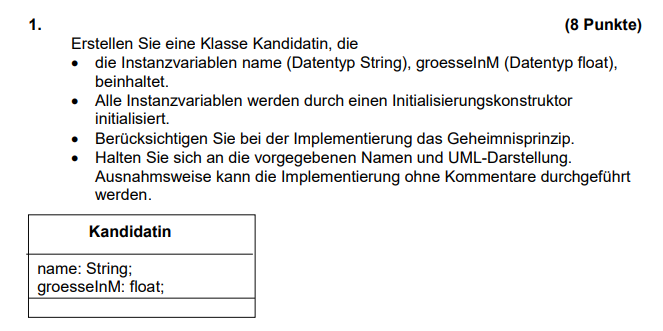 1. (8 Punkte)
Erstellen Sie eine Klasse Kandidatin, die
• die Instanzvariablen name (Datentyp String), groesseInM (Datentyp float),
beinhaltet.
• Alle Instanzvariablen werden durch einen Initialisierungskonstruktor
initialisiert.
• Berücksichtigen Sie bei der Implementierung das Geheimnisprinzip.
• Halten Sie sich an die vorgegebenen Namen und UML-Darstellung.
Ausnahmsweise kann die Implementierung ohne Kommentare durchgeführt
werden.
Kandidatin
name: String;
groesseInM: float;